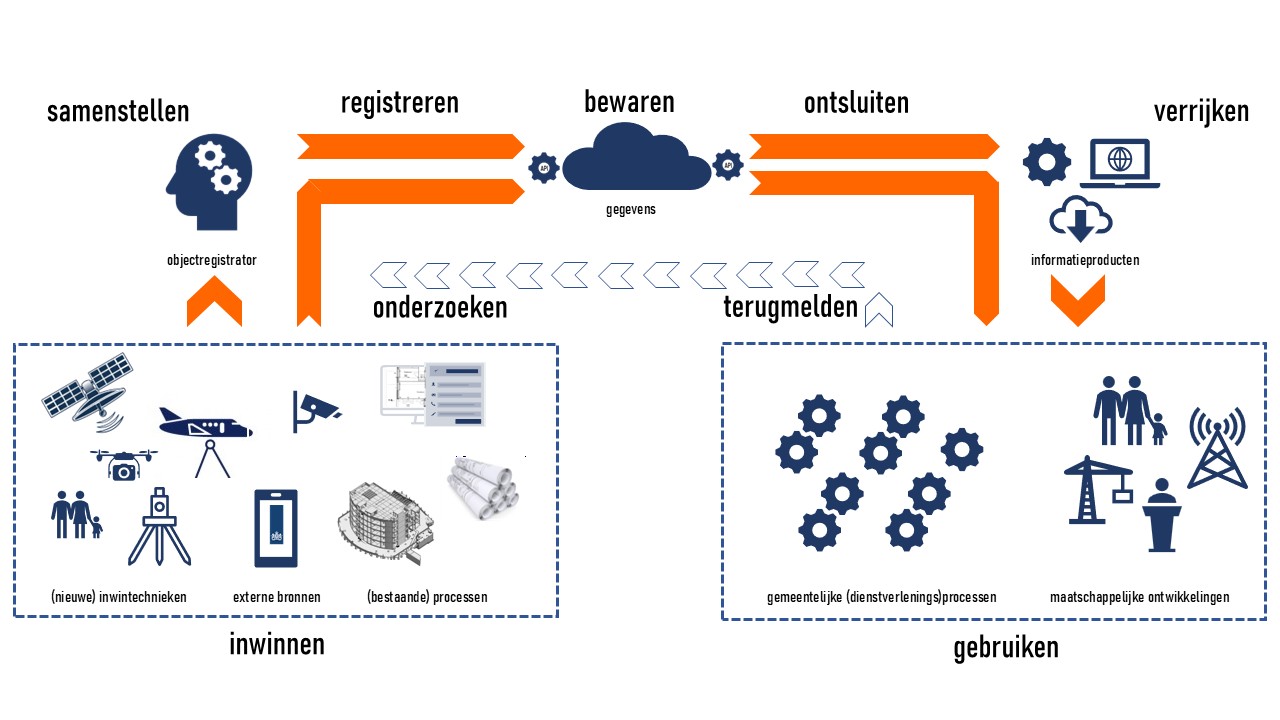 samenstellen
registreren
bewaren
ontsluiten
verrijken
API
API
gegevens
objectregistrator
informatieproducten
onderzoeken
terugmelden
(nieuwe) inwintechnieken
externe bronnen
(bestaande) processen
gemeentelijke (dienstverlenings)processen
maatschappelijke ontwikkelingen
inwinnen
gebruiken